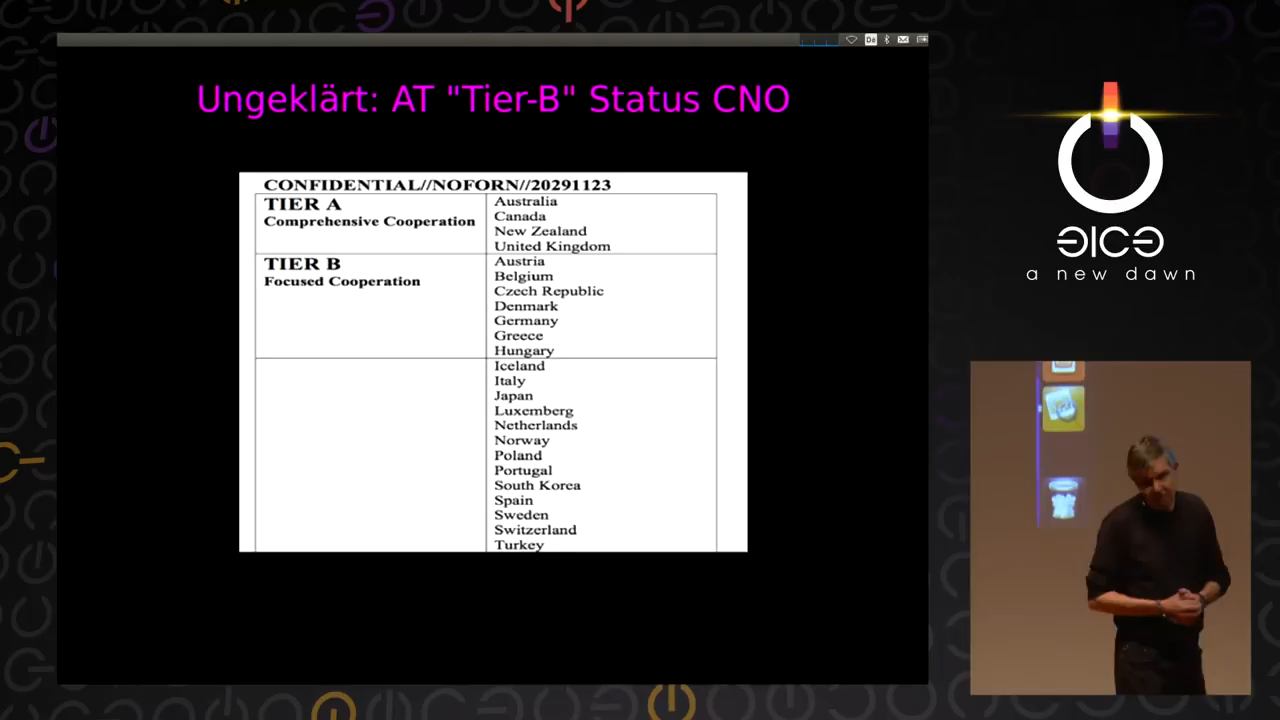 Ungeklärt: AT "Tier-B" Status CNO
CONFIDENTIAL//NOFORN//20291123
TIER A
Comprehensive Cooperation
Australia
Canada
New Zealand
United Kingdom
TIER B
Focused Cooperation
Austria
Belgium
Czech Republic
Denmark
Germany
Greece
Hungary
Iceland
Italy
Japan
Luxemberg
Netherlands
Norway
Poland
Portugal
South Korea
Spain
Sweden
Switzerland
Turkey
De
a new dawn